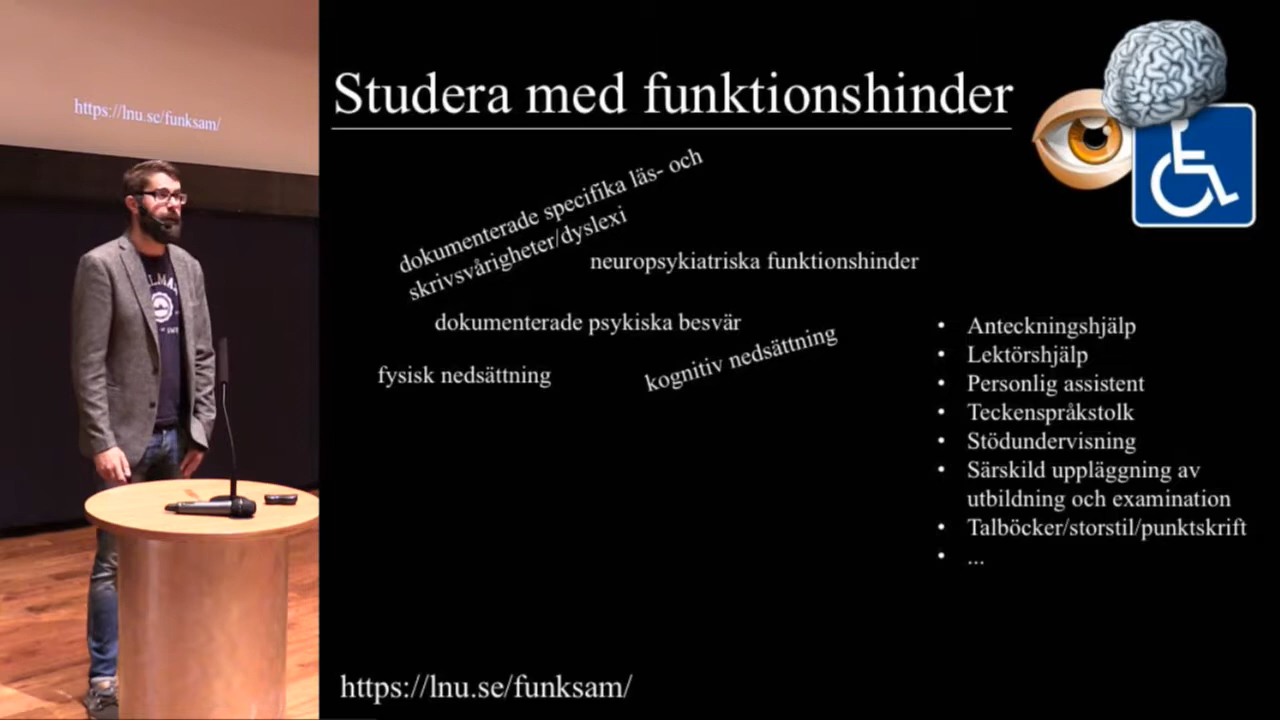 https://lnu.se/funksam/
Studera med funktionshinder
dokumenterade specifika läs- och
skrivsvårigheter/dyslexi
neuropsykiatriska funktionshinder
dokumenterade psykiska besvär
kognitiv nedsättning
fysisk nedsättning
• Anteckningshjälp
• Lektörshjälp
• Personlig assistent
• Teckenspråkstolk
• Stödundervisning
• Särskild uppläggning av
utbildning och examination
• Talböcker/storstil/punktskrift
• ...
https://lnu.se/funksam/